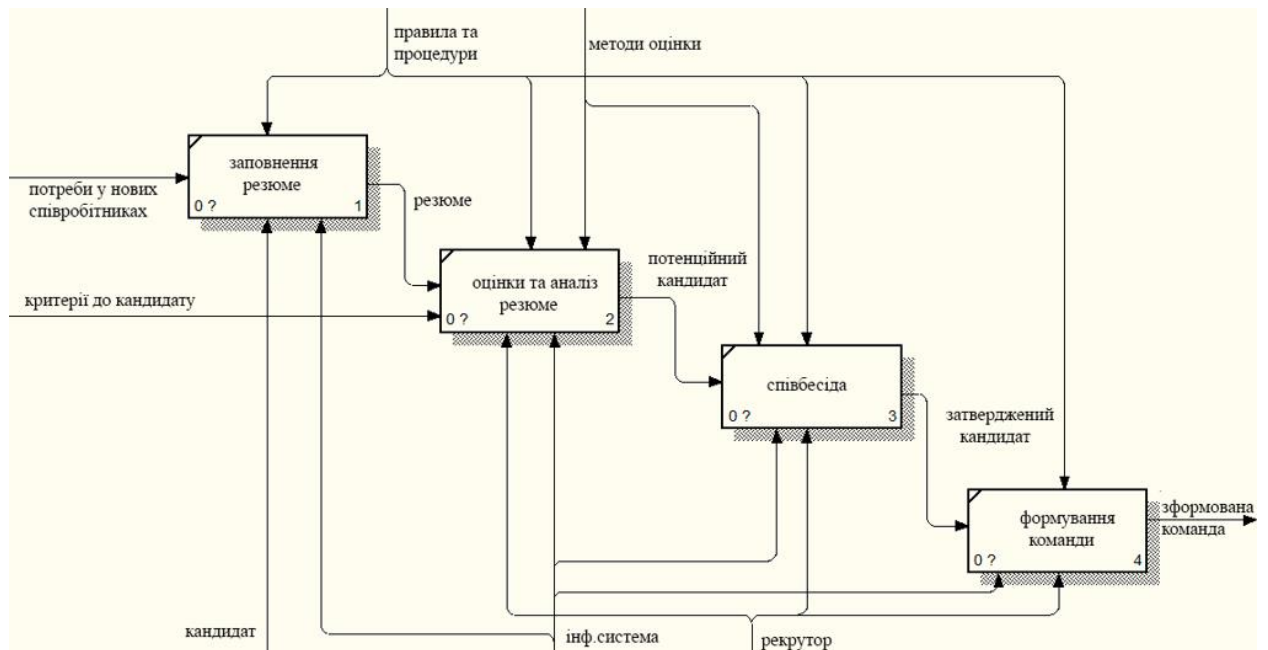 правила та
процедури
методи оцінки
заповнення
резюме
0 ?
1
потреби у нових
співробітниках
резюме
оцінки та аналіз
резюме
0 ?
2
потенційний
кандидат
критерії до кандидату
співбесіда
0 ?
3
затверджений
кандидат
формування
команди
0 ?
4
зформована
команда
кандидат
інф.система
рекрутор